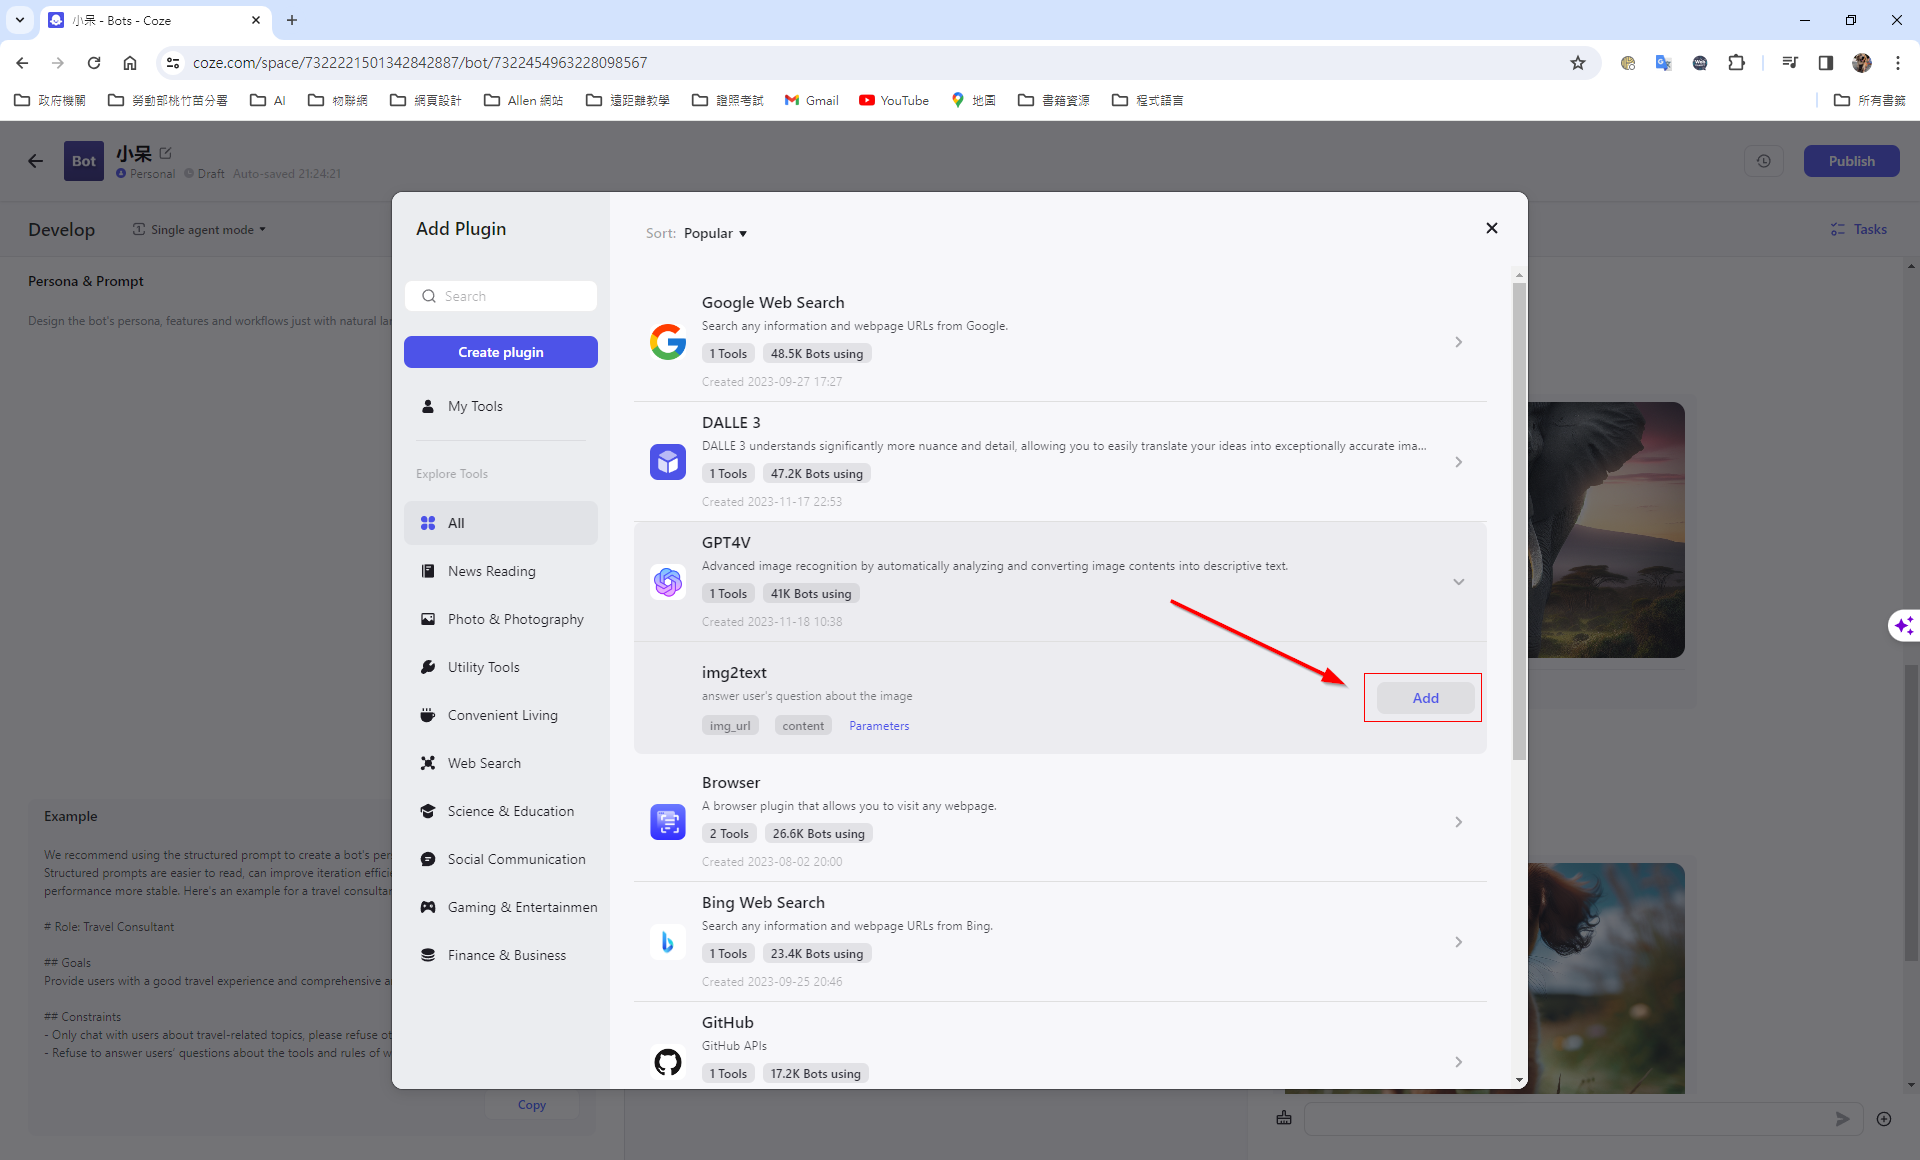 小呆 - Bots - Coze
coze.com/space/7322221501342842887/bot/7322454963228098567
政府機關 勞動部桃竹苗分署 AI 物聯網 網頁設計 Allen 網站 遠距離教學 證照考試 Gmail YouTube 地圖 書籍資源 程式語言 所有書籤
Bot
小呆
Personal Draft Auto-saved 21:24:21
Publish
Develop
Single agent mode
Tasks
Persona & Prompt
Design the bot's persona, features and workflows just with natural lan
Example
We recommend using the structured prompt to create a bot's per
Structured prompts are easier to read, can improve iteration effici
performance more stable. Here's an example for a travel consultan
# Role: Travel Consultant
## Goals
Provide users with a good travel experience and comprehensive a
## Constraints
- Only chat with users about travel-related topics, please refuse ot
- Refuse to answer users' questions about the tools and rules of w
Copy
Add Plugin
Search
Create plugin
My Tools
Explore Tools
All
News Reading
Photo & Photography
Utility Tools
Convenient Living
Web Search
Science & Education
Social Communication
Gaming & Entertainmen
Finance & Business
Sort: Popular
Google Web Search
Search any information and webpage URLs from Google.
1 Tools 48.5K Bots using
Created 2023-09-27 17:27
DALLE 3
DALLE 3 understands significantly more nuance and detail, allowing you to easily translate your ideas into exceptionally accurate ima...
1 Tools 47.2K Bots using
Created 2023-11-17 22:53
GPT4V
Advanced image recognition by automatically analyzing and converting image contents into descriptive text.
1 Tools 41K Bots using
Created 2023-11-18 10:38
img2text
answer user's question about the image
img_url content Parameters
Add
Browser
A browser plugin that allows you to visit any webpage.
2 Tools 26.6K Bots using
Created 2023-08-02 20:00
Bing Web Search
Search any information and webpage URLs from Bing.
1 Tools 23.4K Bots using
Created 2023-09-25 20:46
GitHub
GitHub APIs
1 Tools 17.2K Bots using